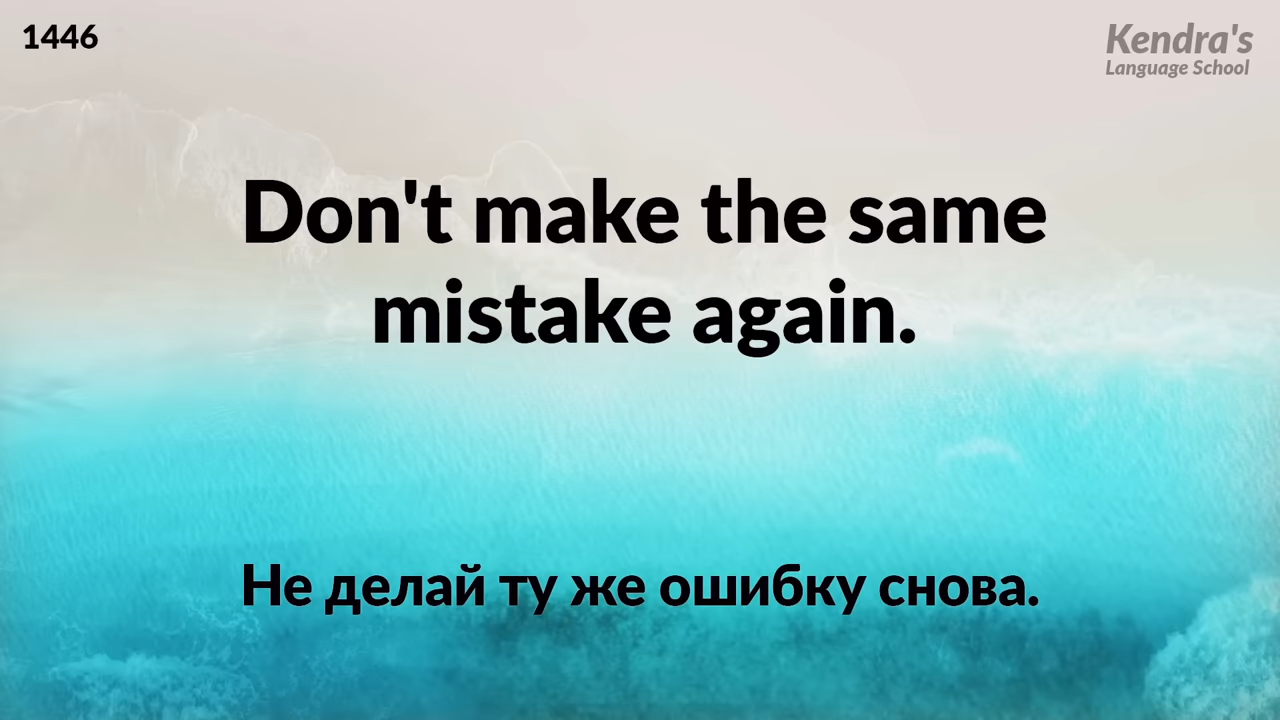 1446
Kendra's
Language School
Don't make the same
mistake again.
Не делай ту же ошибку снова.